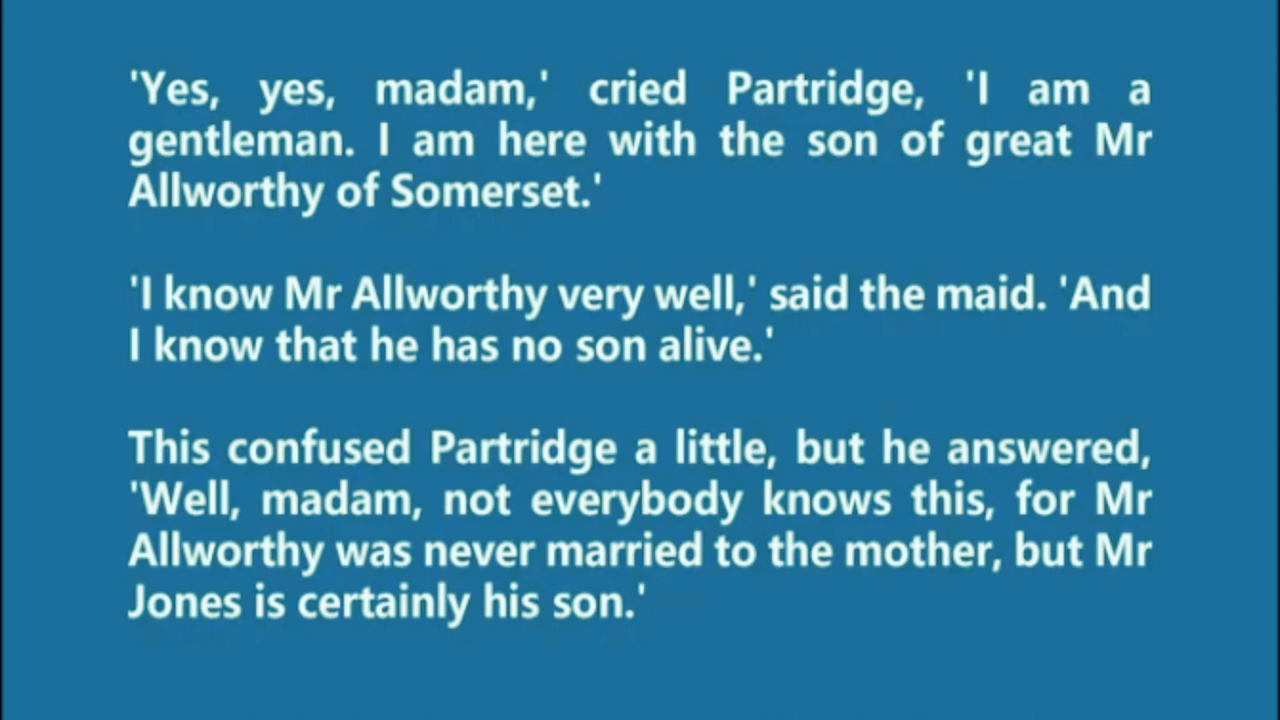 'Yes, yes, madam,' cried Partridge, 'I am a
gentleman. I am here with the son of great Mr
Allworthy of Somerset.'
'I know Mr Allworthy very well,' said the maid. 'And
I know that he has no son alive.'
This confused Partridge a little, but he answered,
'Well, madam, not everybody knows this, for Mr
Allworthy was never married to the mother, but Mr
Jones is certainly his son.'